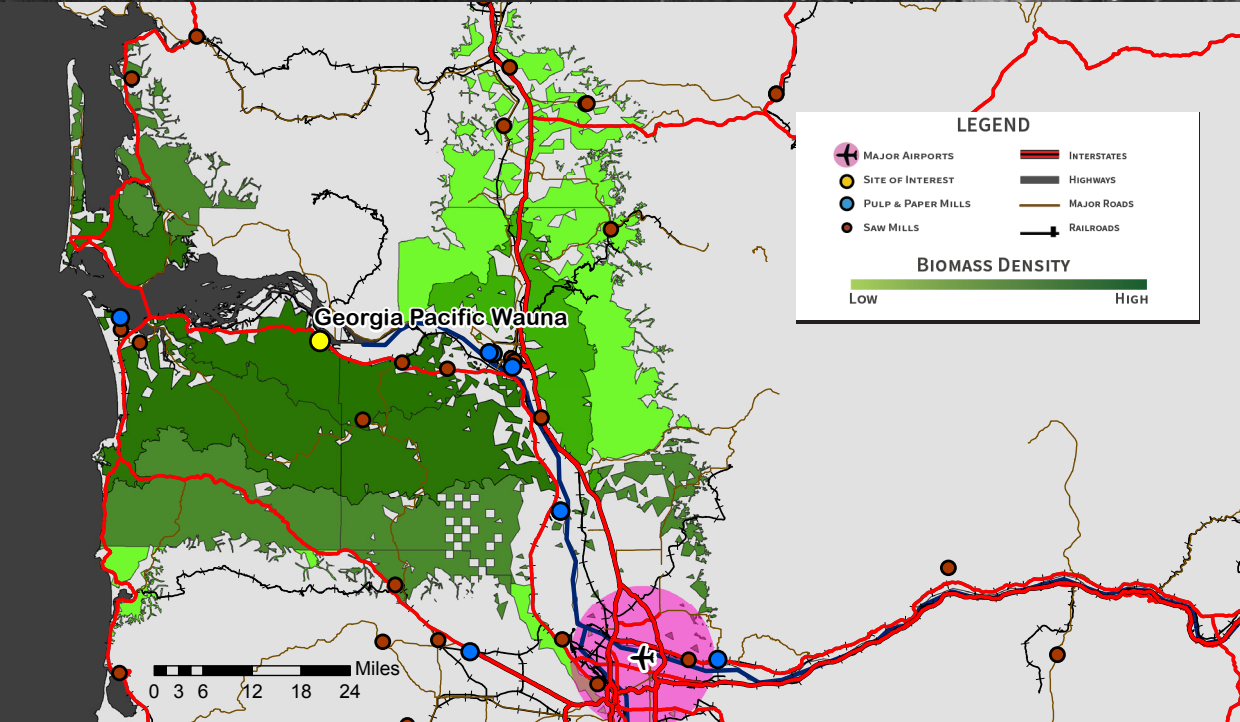 LEGEND
MAJOR AIRPORTS
INTERSTATES
SITE OF INTEREST
HIGHWAYS
PULP & PAPER MILLS
MAJOR ROADS
SAW MILLS
RAILROADS
BIOMASS DENSITY
LOW
HIGH
Georgia Pacific Wauna
Miles
0 3 6 12 18 24